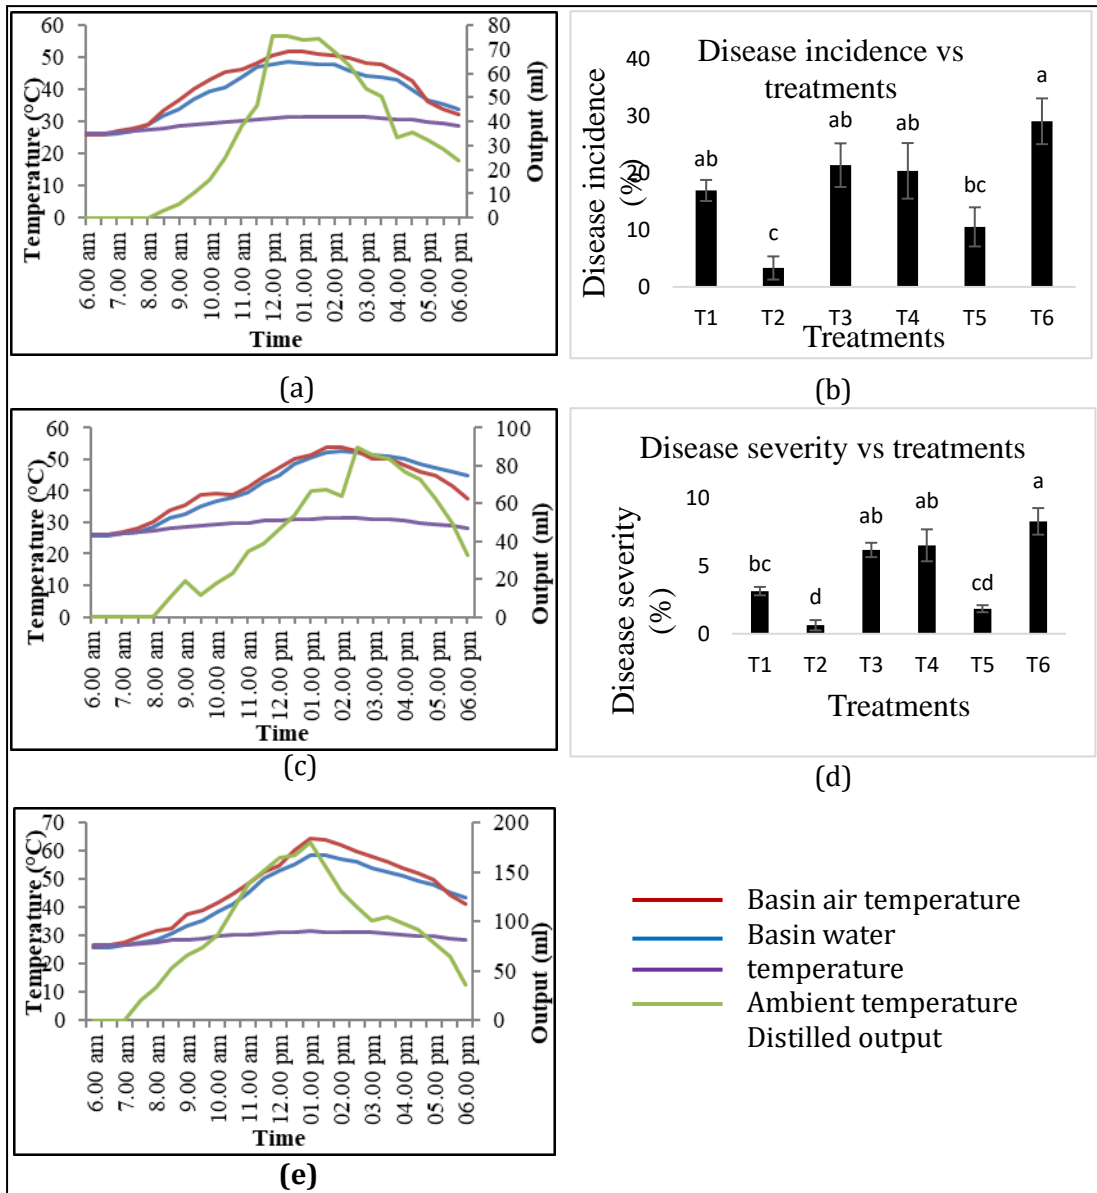 60
50
40
30
20
10
0
Temperature (°C)
80
70
60
50
40
30
20
10
0
Output (ml)
6.00 am
7.00 am
8.00 am
9.00 am
10.00 am
11.00 am
12.00 pm
01.00 pm
02.00 pm
03.00 pm
04.00 pm
05.00 pm
06.00 pm
Time
(a)
Disease incidence vs
treatments
40
30
20
10
0
Disease incidence
(%)
ab
c
ab
ab
bc
a
T1 T2 T3 T4 T5 T6
Treatments
(b)
60
50
40
30
20
10
0
Temperature (°C)
100
80
60
40
20
0
Output (ml)
6.00 am
7.00 am
8.00 am
9.00 am
10.00 am
11.00 am
12.00 pm
01.00 pm
02.00 pm
03.00 pm
04.00 pm
05.00 pm
06.00 pm
Time
(c)
Disease severity vs treatments
10
5
0
Disease severity
(%)
bc
d
ab
ab
cd
a
T1 T2 T3 T4 T5 T6
Treatments
(d)
70
60
50
40
30
20
10
0
Temperature (°C)
200
150
100
50
0
Output (ml)
6.00 am
7.00 am
8.00 am
9.00 am
10.00 am
11.00 am
12.00 pm
01.00 pm
02.00 pm
03.00 pm
04.00 pm
05.00 pm
06.00 pm
Time
(e)
Basin air temperature
Basin water
temperature
Ambient temperature
Distilled output